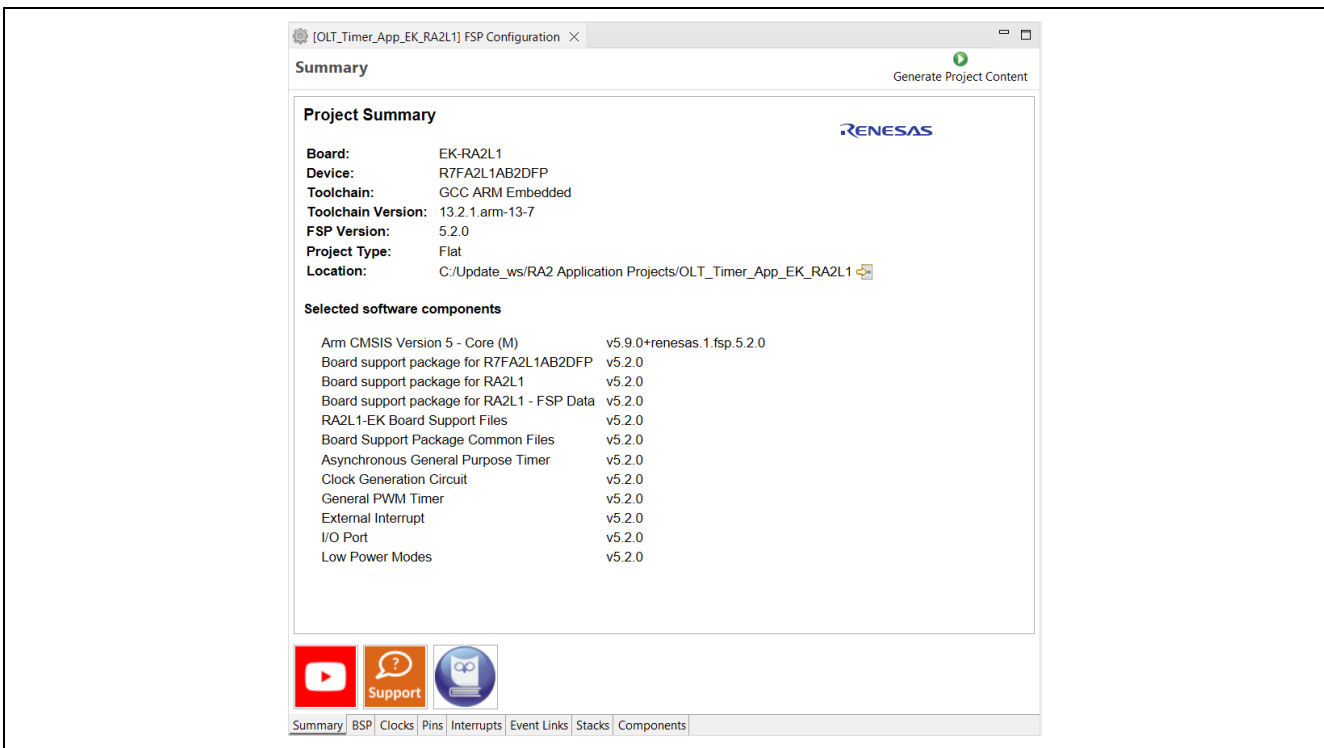 [OLT_Timer_App_EK_RA2L1] FSP Configuration
Summary
Generate Project Content
Project Summary
RENESAS
Board: EK-RA2L1
Device: R7FA2L1AB2DFP
Toolchain: GCC ARM Embedded
Toolchain Version: 13.2.1.arm-13-7
FSP Version: 5.2.0
Project Type: Flat
Location: C:/Update_ws/RA2 Application Projects/OLT_Timer_App_EK_RA2L1
Selected software components
Arm CMSIS Version 5 - Core (M) v5.9.0+renesas.1.fsp.5.2.0
Board support package for R7FA2L1AB2DFP v5.2.0
Board support package for RA2L1 v5.2.0
Board support package for RA2L1 - FSP Data v5.2.0
RA2L1-EK Board Support Files v5.2.0
Board Support Package Common Files v5.2.0
Asynchronous General Purpose Timer v5.2.0
Clock Generation Circuit v5.2.0
General PWM Timer v5.2.0
External Interrupt v5.2.0
I/O Port v5.2.0
Low Power Modes v5.2.0
?
Support
Summary BSP Clocks Pins Interrupts Event Links Stacks Components